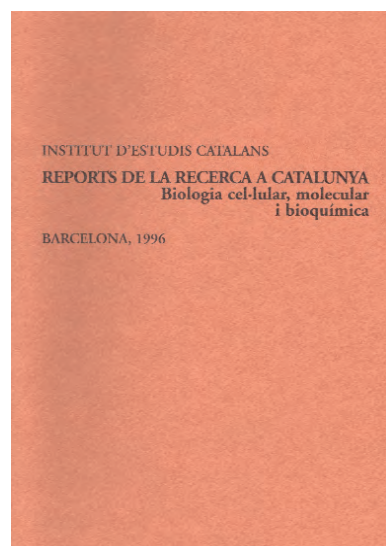 INSTITUT D'ESTUDIS CATALANS
REPORTS DE LA RECERCA A CATALUNYA
Biologia cel·lular, molecular
i bioquímica
BARCELONA, 1996